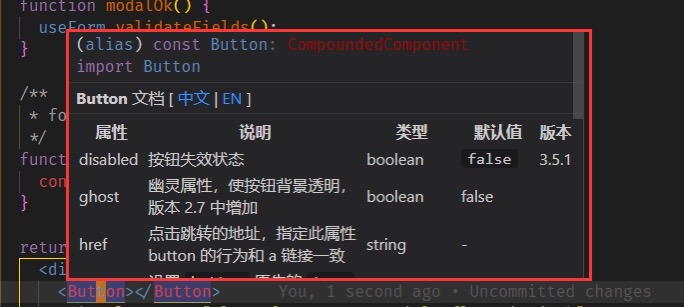 function modalOk() {
useForm.validateFields();
}
(alias) const Button: CompoundedComponent
import Button
Button 文档 [ 中文 | EN ]
/**
* fo
*/
属性 说明 类型 默认值 版本
disabled 按钮失效状态 boolean false 3.5.1
funct
con
}
ghost 幽灵属性，使按钮背景透明，版本 2.7 中增加 boolean false
href 点击跳转的地址，指定此属性 button 的行为和 a 链接一致 string -
retu
<di
<Button></Button> You, 1 second ago • Uncommitted changes